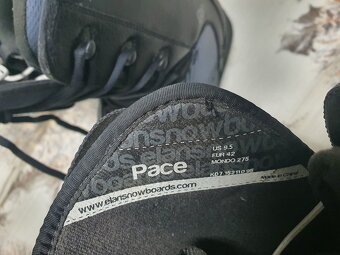 elansnowboards
US 9.5
EUR 42
MONDO 275
Pace
www.elansnowboards.com
Made in China